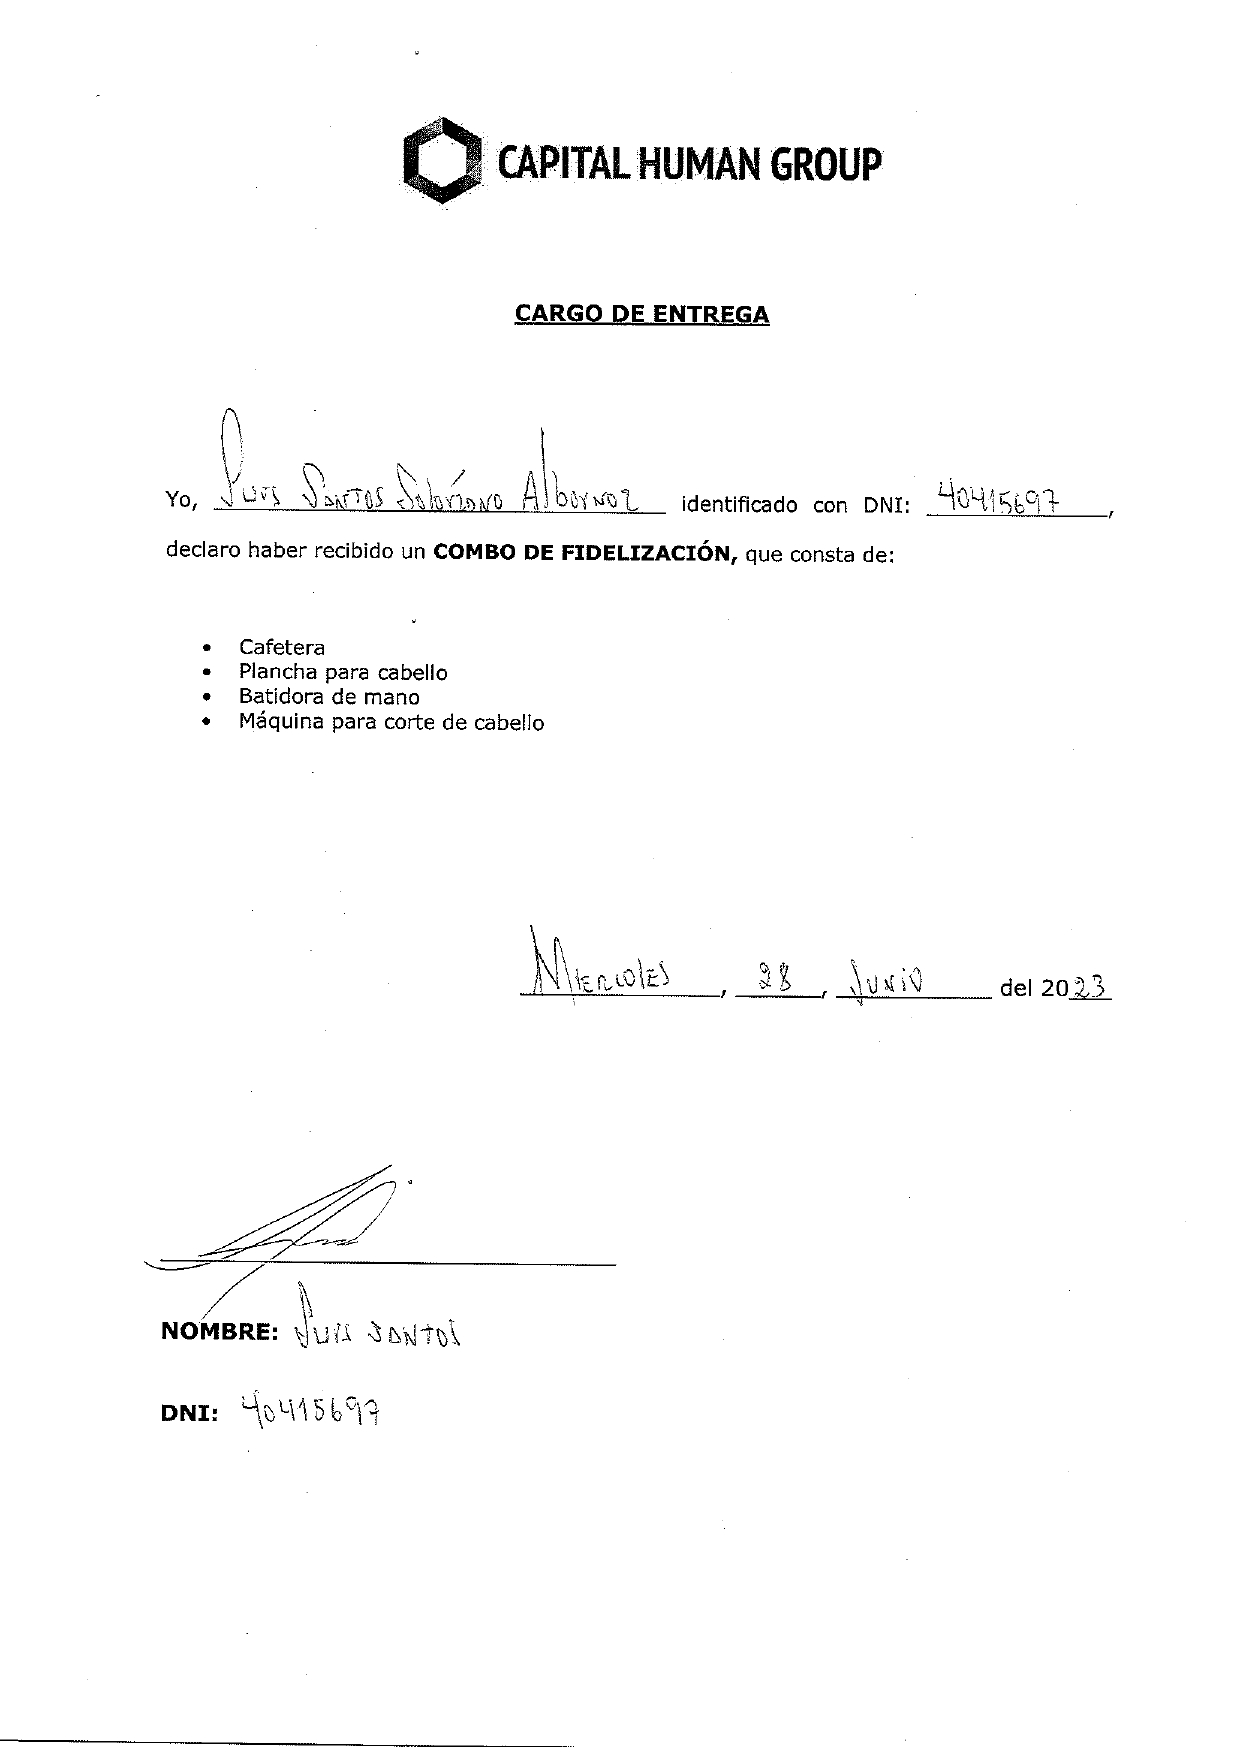 CAPITAL HUMAN GROUP
CARGO DE ENTREGA
Yo, Luis Santos Solorzano Albornoz identificado con DNI: 40415697,
declaro haber recibido un COMBO DE FIDELIZACIÓN, que consta de:
• Cafetera
• Plancha para cabello
• Batidora de mano
• Máquina para corte de cabello
Miercoles, 28, Junio del 2023
NOMBRE: Luis Santos
DNI: 40415697